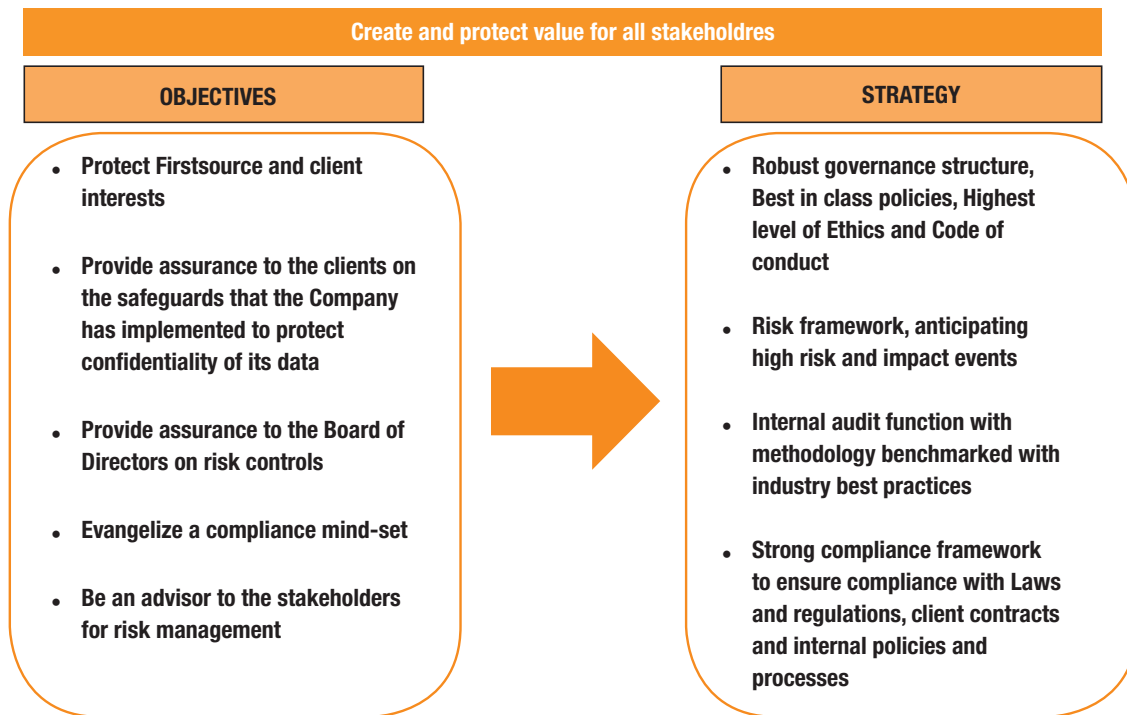 Create and protect value for all stakeholdres
OBJECTIVES
• Protect Firstsource and client
interests
• Provide assurance to the clients on
the safeguards that the Company
has implemented to protect
confidentiality of its data
• Provide assurance to the Board of
Directors on risk controls
• Evangelize a compliance mind-set
• Be an advisor to the stakeholders
for risk management
STRATEGY
• Robust governance structure,
Best in class policies, Highest
level of Ethics and Code of
conduct
• Risk framework, anticipating
high risk and impact events
• Internal audit function with
methodology benchmarked with
industry best practices
• Strong compliance framework
to ensure compliance with Laws
and regulations, client contracts
and internal policies and
processes